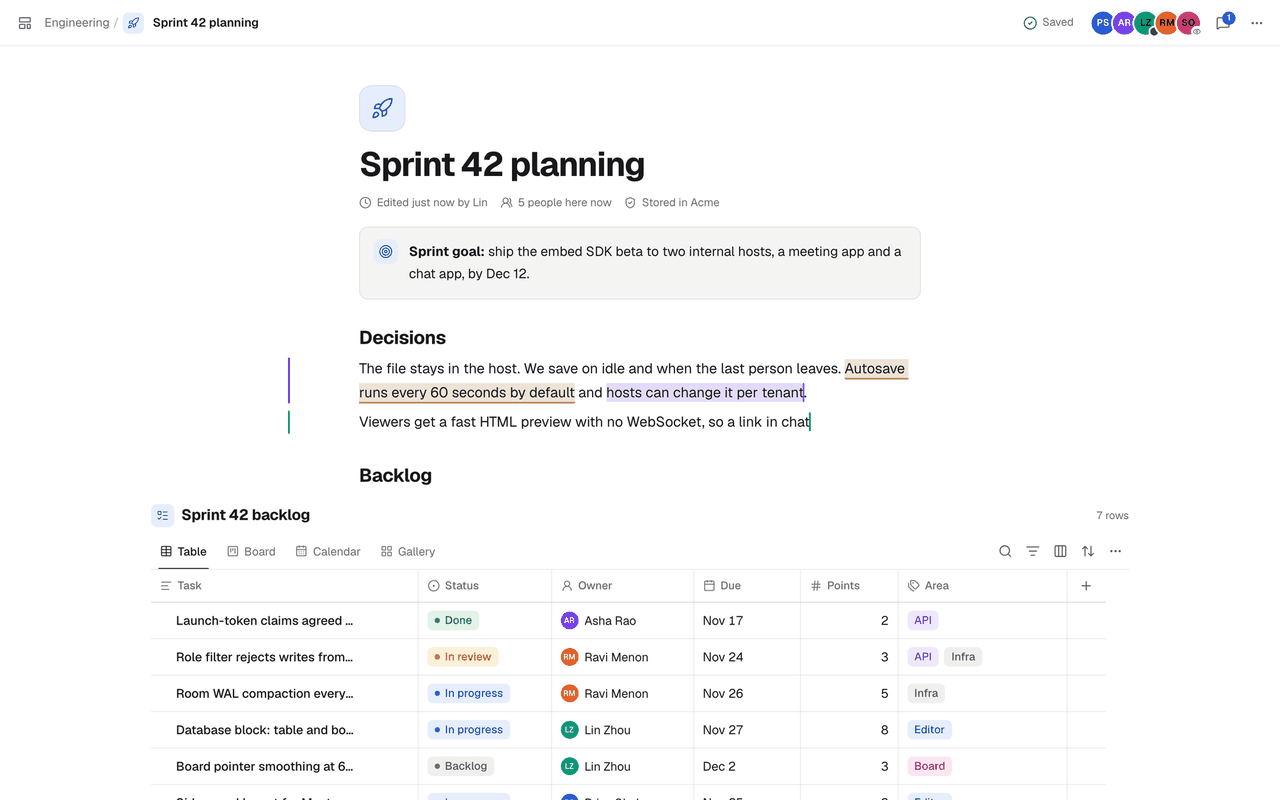 Engineering / Sprint 42 planning
Saved
PS AR LZ RM SO
1
Sprint 42 planning
Edited just now by Lin 5 people here now Stored in Acme
Sprint goal: ship the embed SDK beta to two internal hosts, a meeting app and a
chat app, by Dec 12.
Decisions
The file stays in the host. We save on idle and when the last person leaves. Autosave
runs every 60 seconds by default and hosts can change it per tenant.
Viewers get a fast HTML preview with no WebSocket, so a link in chat
Backlog
Sprint 42 backlog
7 rows
Table Board Calendar Gallery
Task Status Owner # Due Points Area +
Launch-token claims agreed … Done AR Asha Rao Nov 17 2 API
Role filter rejects writes from… In review RM Ravi Menon Nov 24 3 API Infra
Room WAL compaction every… In progress RM Ravi Menon Nov 26 5 Infra
Database block: table and bo… In progress LZ Lin Zhou Nov 27 8 Editor
Board pointer smoothing at 6… Backlog LZ Lin Zhou Dec 2 3 Board